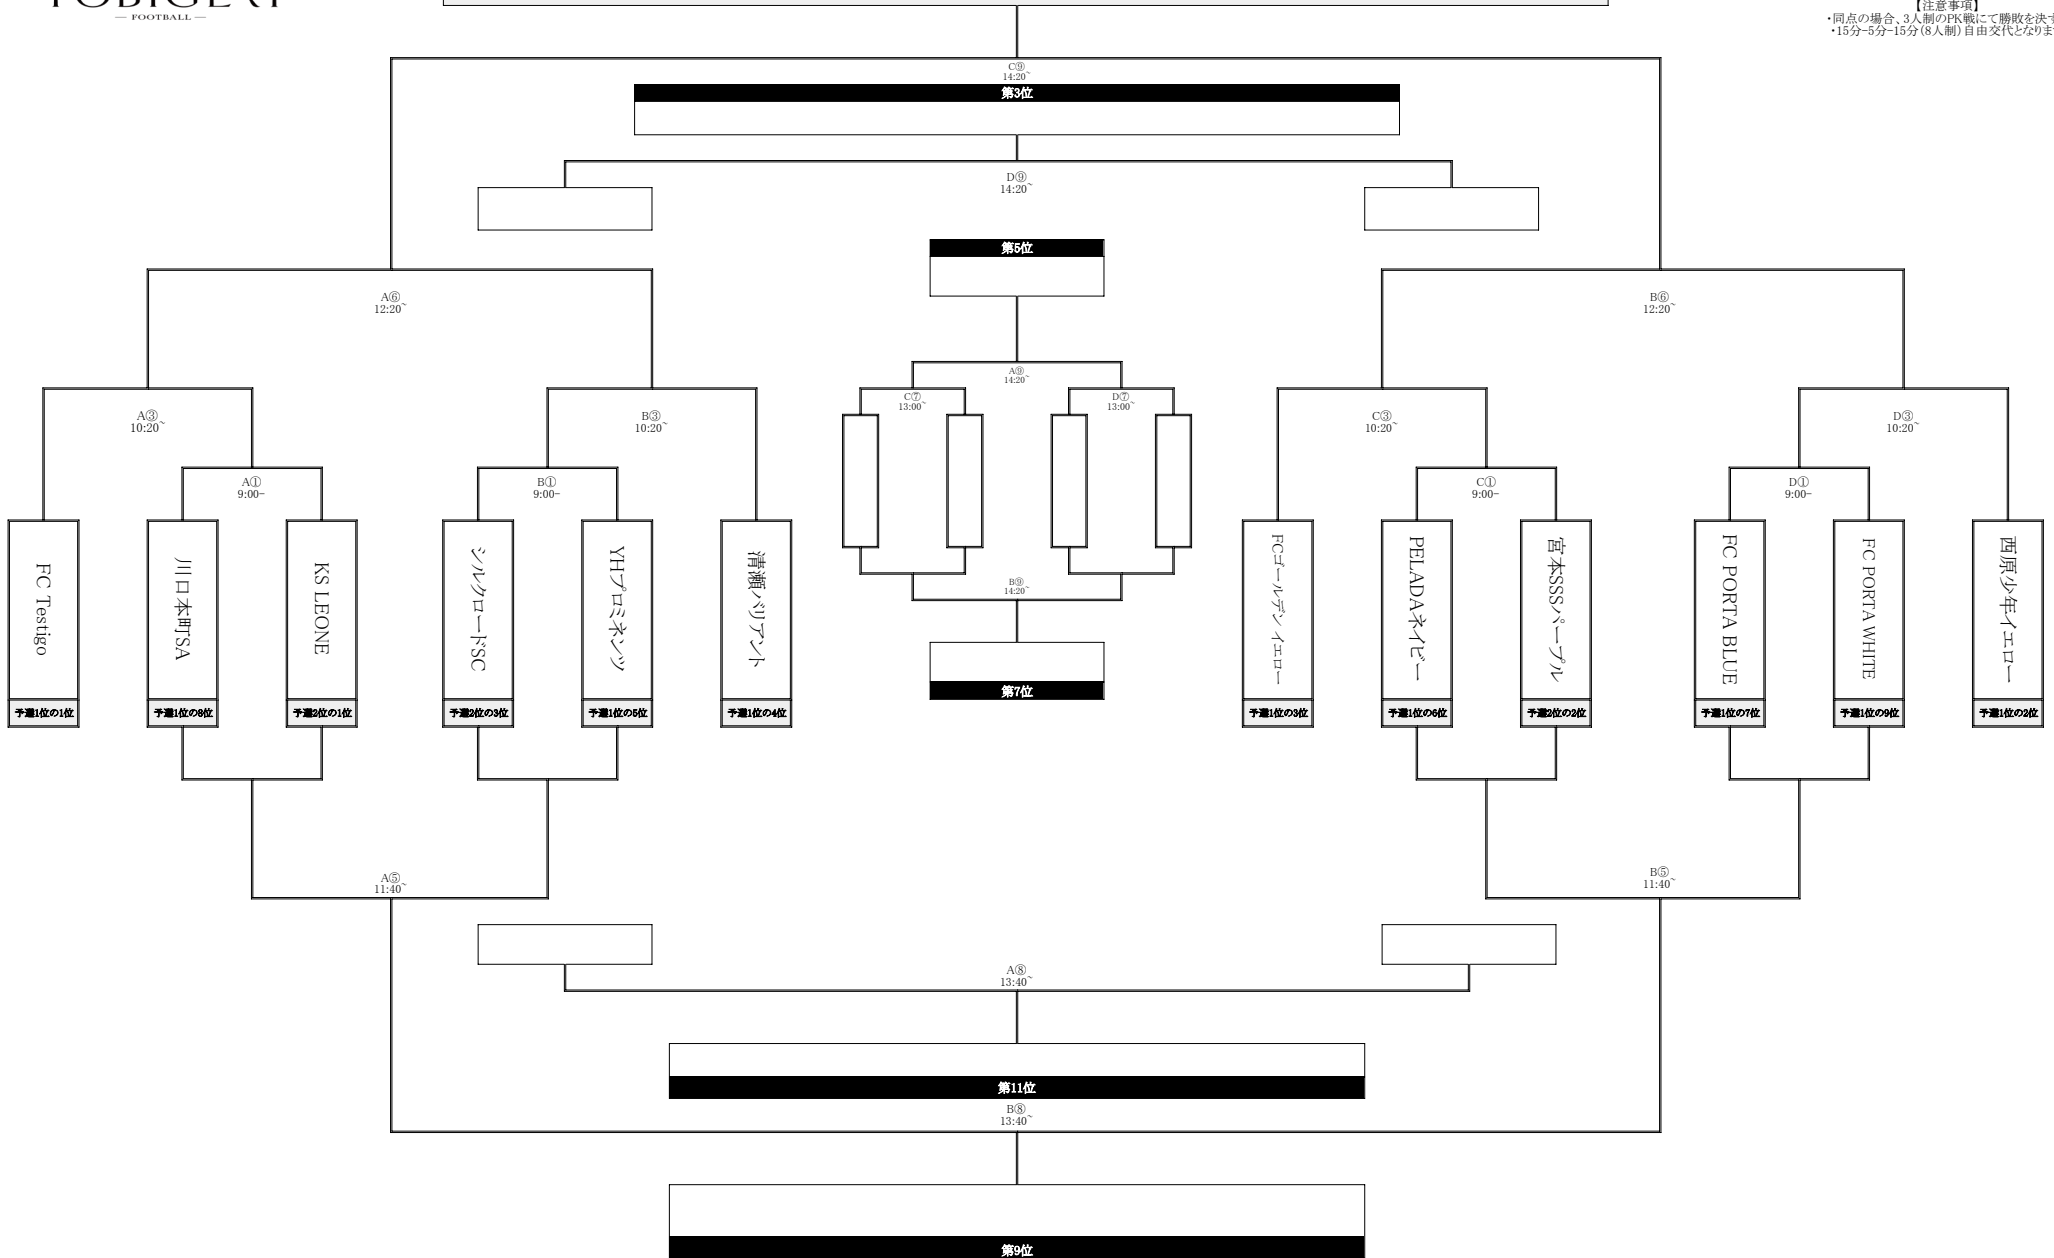 — FOOTBALL —
【注意事項】
・同点の場合、3人制のPK戦にて勝敗を決す
・15分-5分-15分(8人制)自由交代となりま
C⑨
14:20~
第3位
D⑨
14:20~
第5位
A⑥
12:20~
B⑥
12:20~
A⑨
14:20~
C⑦
13:00~
D⑦
13:00~
A③
10:20~
B③
10:20~
C③
10:20~
D③
10:20~
A①
9:00~
B①
9:00~
C①
9:00~
D①
9:00~
FC Testigo
川口本町SA
KS LEONE
シルクロードSC
YHプロミネンツ
清瀬バリアント
FCゴールデン イエロー
PELADAネイビー
宮本SSSパープル
FC PORTA BLUE
FC PORTA WHITE
西原少年イエロー
B⑨
14:20~
第7位
予選1位の1位
予選1位の8位
予選2位の1位
予選2位の3位
予選1位の5位
予選1位の4位
予選1位の3位
予選1位の6位
予選2位の2位
予選1位の7位
予選1位の9位
予選1位の2位
A⑤
11:40~
B⑤
11:40~
A⑧
13:40~
第11位
B⑧
13:40~
第9位